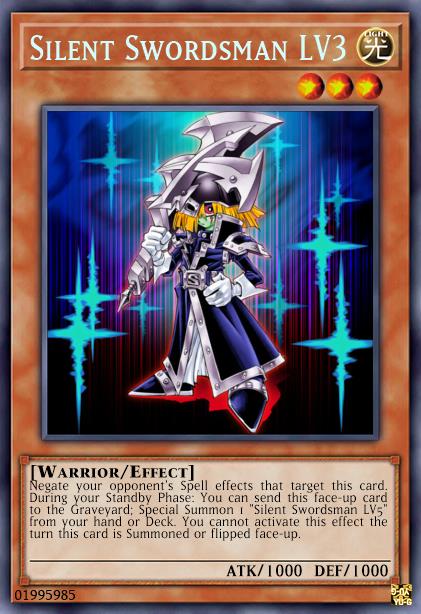 SILENT SWORDSMAN LV3
LIGHT
光
[WARRIOR/EFFECT]
Negate your opponent's Spell effects that target this card.
During your Standby Phase: You can send this face-up card
to the Graveyard; Special Summon 1 "Silent Swordsman LV5"
from your hand or Deck. You cannot activate this effect the
turn this card is Summoned or flipped face-up.
ATK/1000 DEF/1000
01995985